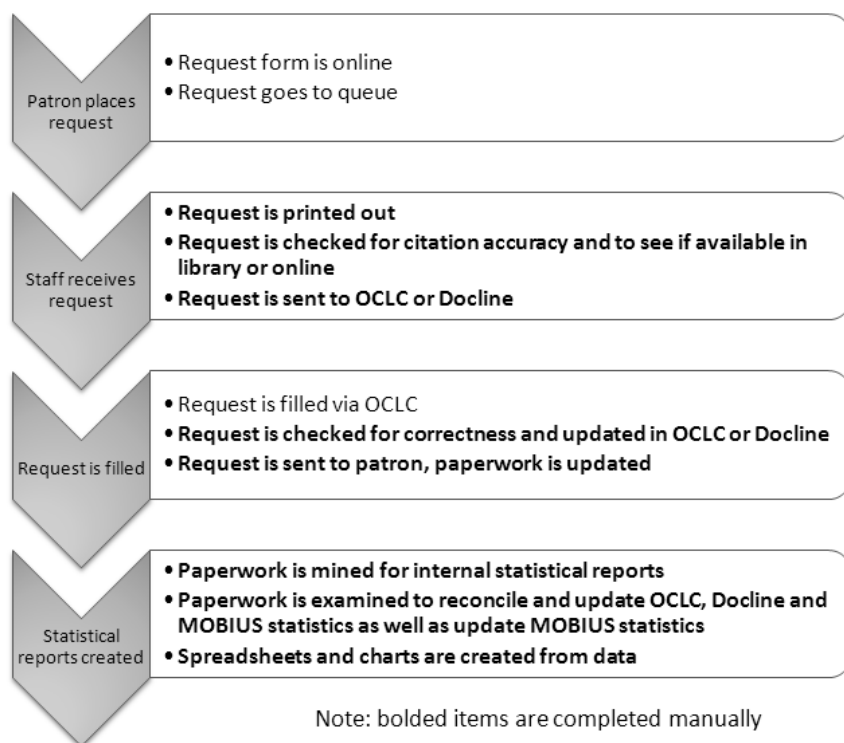 Patron places
request
• Request form is online
• Request goes to queue
Staff receives
request
• Request is printed out
• Request is checked for citation accuracy and to see if available in
library or online
• Request is sent to OCLC or Docline
Request is filled
• Request is filled via OCLC
• Request is checked for correctness and updated in OCLC or Docline
• Request is sent to patron, paperwork is updated
Statistical
reports created
• Paperwork is mined for internal statistical reports
• Paperwork is examined to reconcile and update OCLC, Docline and
MOBIUS statistics as well as update MOBIUS statistics
• Spreadsheets and charts are created from data
Note: bolded items are completed manually